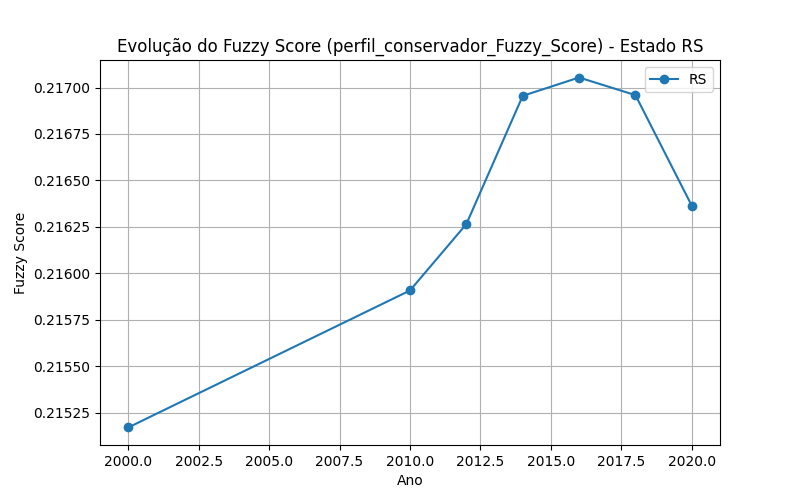 Evolução do Fuzzy Score (perfil_conservador_Fuzzy_Score) - Estado RS
RS
0.21700
0.21675
0.21650
0.21625
0.21600
0.21575
0.21550
0.21525
Fuzzy Score
2000.0 2002.5 2005.0 2007.5 2010.0 2012.5 2015.0 2017.5 2020.0
Ano